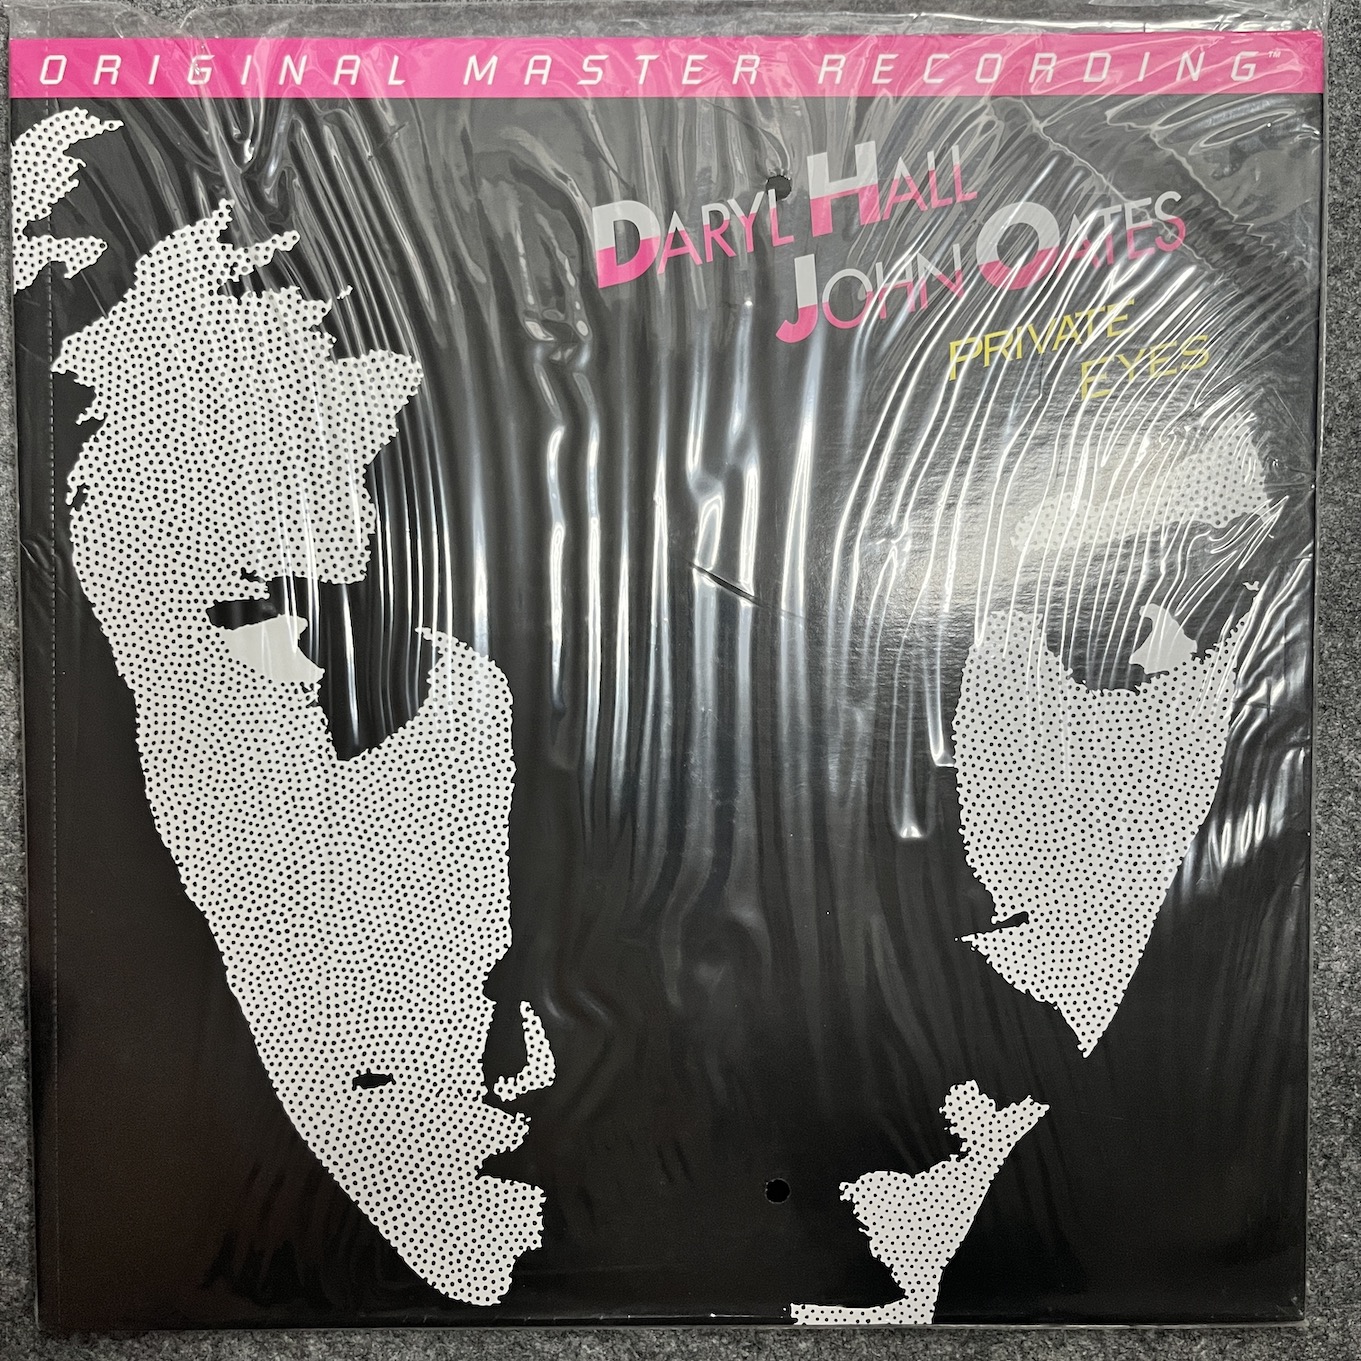 ORIGINAL MASTER RECORDING™
DARYL HALL
JOHN OATES
PRIVATE
EYES